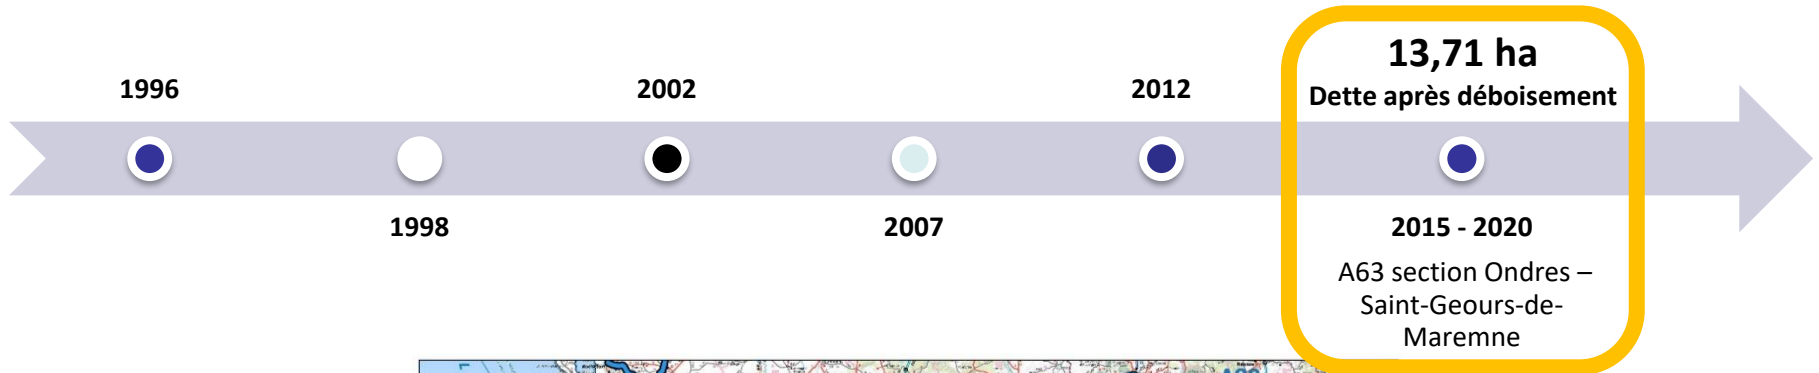 13,71 ha
1996
2002
2012
Dette après déboisement
1998
2007
2015 - 2020
A63 section Ondres –
Saint-Geours-de-
Maremne